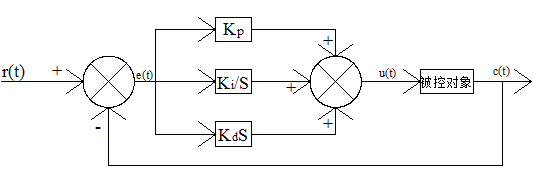 Kp
+
r(t)
+
e(t)
Ki/S
+
u(t)
被控对象
c(t)
-
KdS
+